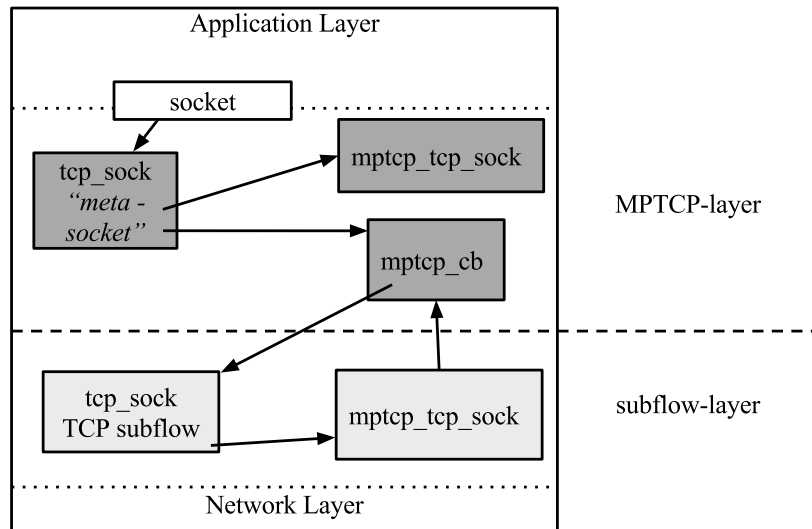 Application Layer
socket
tcp_sock
“meta -
socket”
mptcp_tcp_sock
MPTCP-layer
mptcp_cb
tcp_sock
TCP subflow
mptcp_tcp_sock
subflow-layer
Network Layer